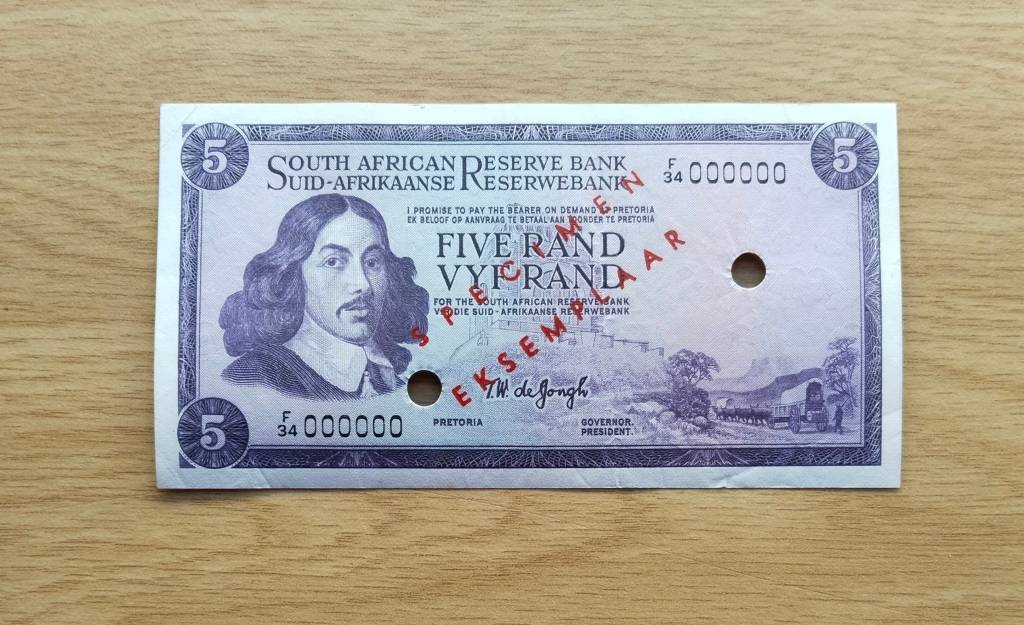 5
5
SOUTH AFRICAN RESERVE BANK
SUID-AFRIKAANSE RESERWEBANK
F
34 000000
I PROMISE TO PAY THE BEARER ON DEMAND AT PRETORIA
EK BELOOF OP AANVRAAG TE BETAAL AAN TOONDER TE PRETORIA
FIVE RAND
VYF RAND
FOR THE SOUTH AFRICAN RESERVE BANK
VIR DIE SUID-AFRIKAANSE RESERWEBANK
SPECIMEN
EKSEMPLAAR
T.W. de Jongh
F
34 000000
PRETORIA
GOVERNOR.
PRESIDENT.
5